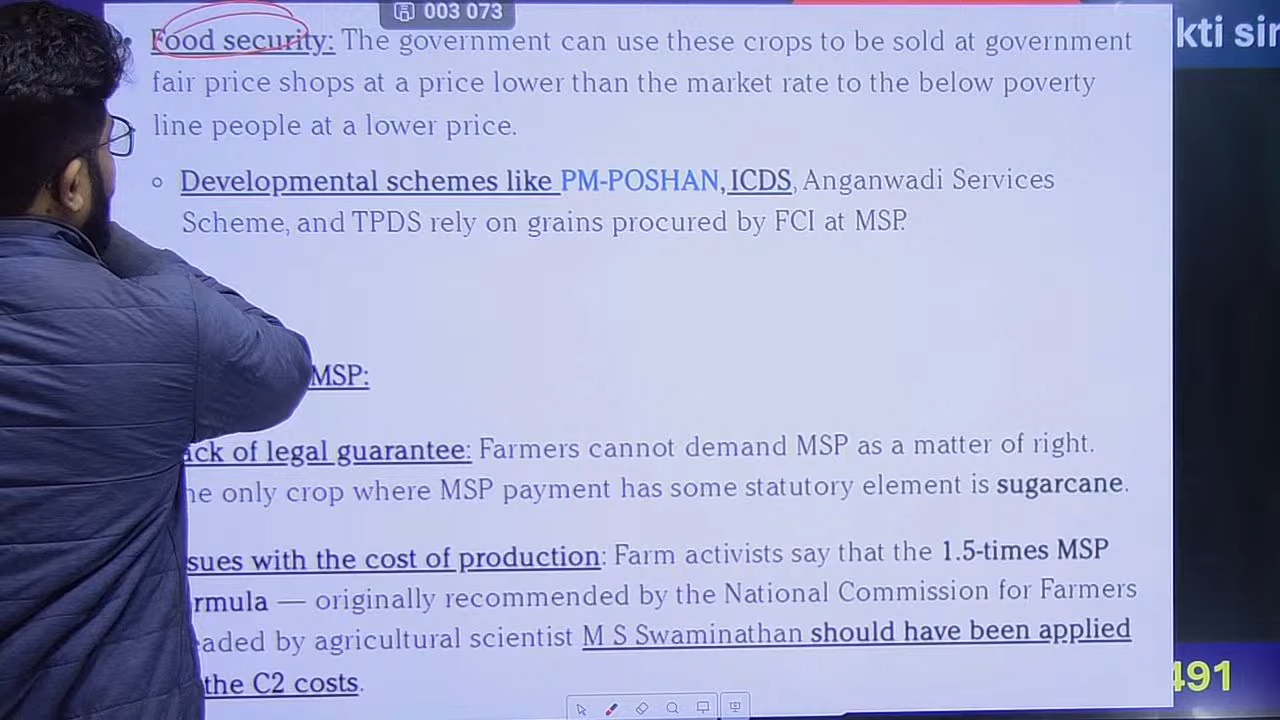 003 073
kti sin
Food security: The government can use these crops to be sold at government
fair price shops at a price lower than the market rate to the below poverty
line people at a lower price.
Developmental schemes like PM-POSHAN, ICDS, Anganwadi Services
Scheme, and TPDS rely on grains procured by FCI at MSP.
MSP:
ack of legal guarantee: Farmers cannot demand MSP as a matter of right.
he only crop where MSP payment has some statutory element is sugarcane.
sues with the cost of production: Farm activists say that the 1.5-times MSP
rmula — originally recommended by the National Commission for Farmers
eaded by agricultural scientist M S Swaminathan should have been applied
the C2 costs.
491